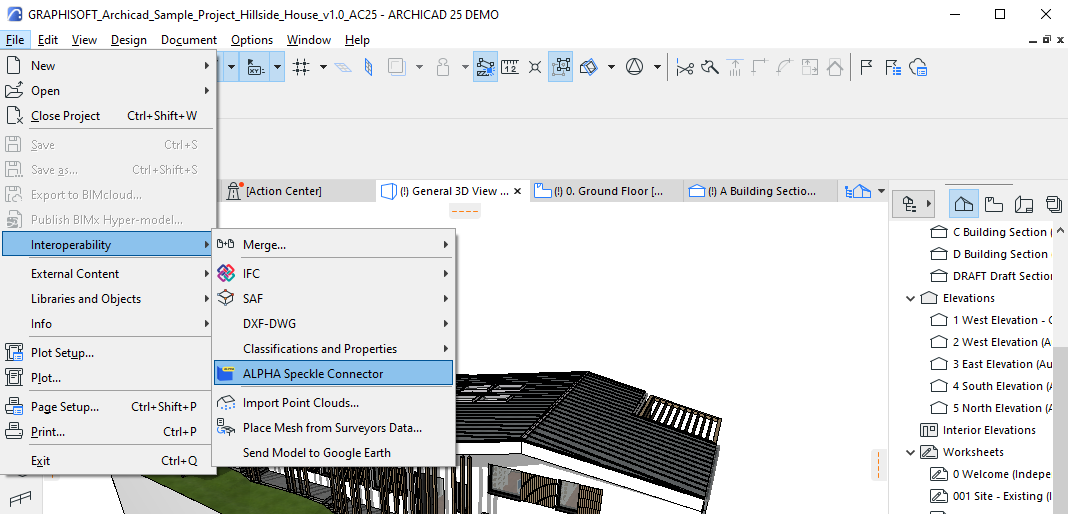 GRAPHISOFT_Archicad_Sample_Project_Hillside_House_v1.0_AC25 - ARCHICAD 25 DEMO
File Edit View Design Document Options Window Help
New
Open
Close Project Ctrl+Shift+W
Save Ctrl+S
Save as... Ctrl+Shift+S
Export to BIMcloud...
Publish BIMx Hyper-model...
Interoperability
External Content
Libraries and Objects
Info
Plot Setup...
Plot...
Page Setup... Ctrl+Shift+P
Print... Ctrl+P
Exit Ctrl+Q
XY:
1 2
[Action Center] (!) General 3D View ... (!) 0. Ground Floor [... (!) A Building Sectio...
Merge...
IFC
SAF
DXF-DWG
Classifications and Properties
ALPHA Speckle Connector
Import Point Clouds...
Place Mesh from Surveyors Data...
Send Model to Google Earth
C Building Section (
D Building Section
DRAFT Draft Section
Elevations
1 West Elevation - C
2 West Elevation (A
3 East Elevation (Au
4 South Elevation (A
5 North Elevation (A
Interior Elevations
Worksheets
0 Welcome (Indepe
001 Site - Existing (I